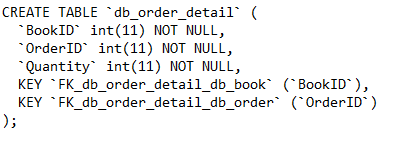 CREATE TABLE `db_order_detail` (
  `BookID` int(11) NOT NULL,
  `OrderID` int(11) NOT NULL,
  `Quantity` int(11) NOT NULL,
  KEY `FK_db_order_detail_db_book` (`BookID`),
  KEY `FK_db_order_detail_db_order` (`OrderID`)
);